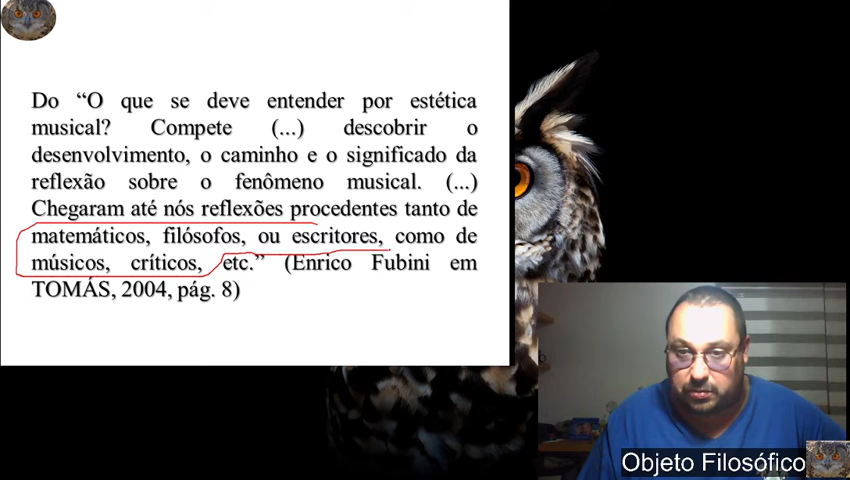 Do “O que se deve entender por estética
musical? Compete (...) descobrir o
desenvolvimento, o caminho e o significado da
reflexão sobre o fenômeno musical. (...)
Chegaram até nós reflexões procedentes tanto de
matemáticos, filósofos, ou escritores, como de
músicos, críticos, etc.” (Enrico Fubini em
TOMÁS, 2004, pág. 8)
Objeto Filosófico